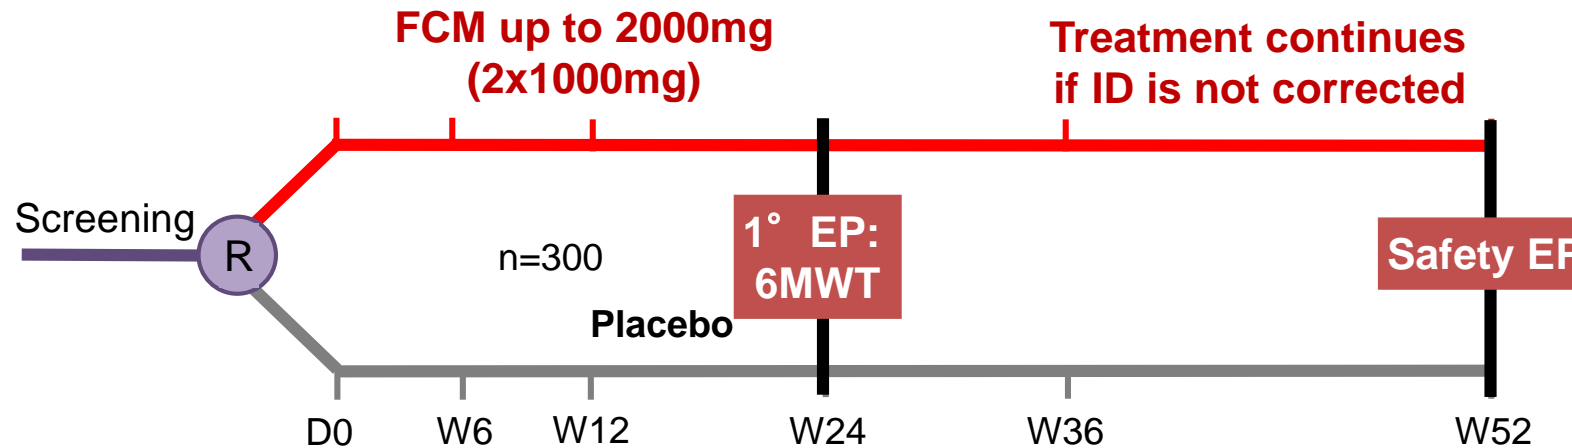 FCM up to 2000mg
(2x1000mg)
Treatment continues
if ID is not corrected
Screening
R
n=300
1° EP:
6MWT
Safety EP
Placebo
D0
W6
W12
W24
W36
W52